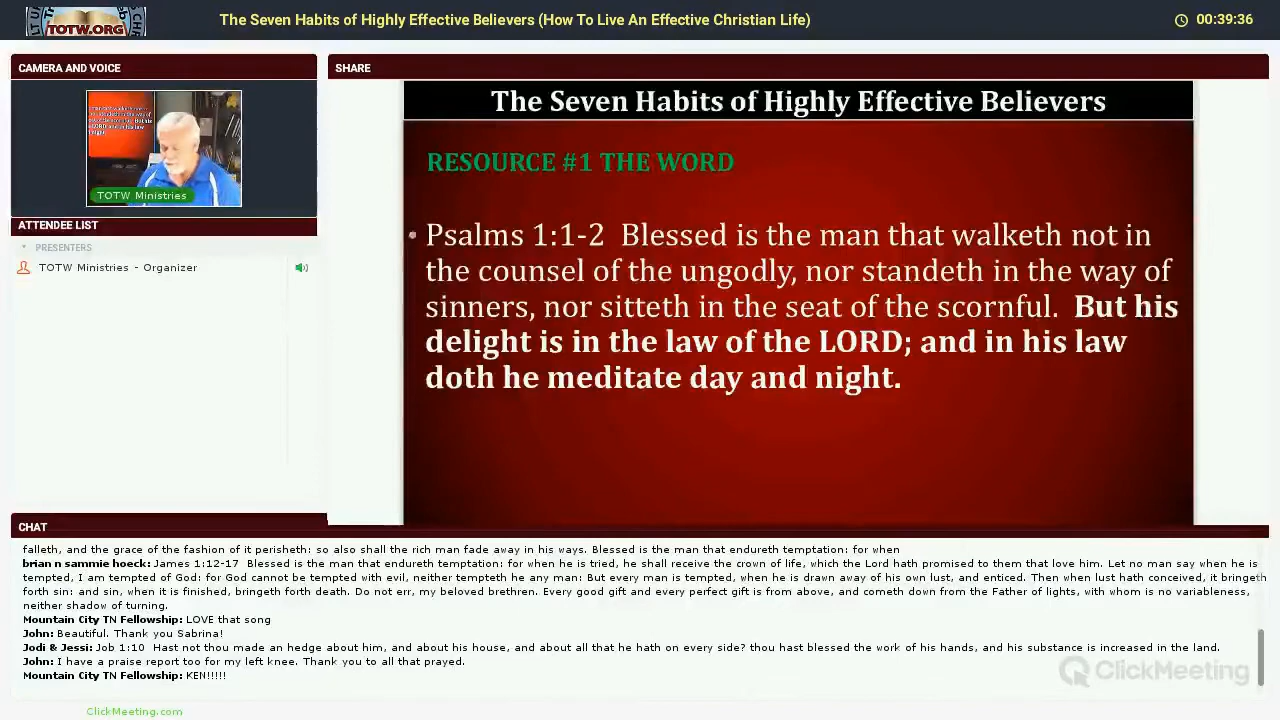 TOTW.ORG
The Seven Habits of Highly Effective Believers (How To Live An Effective Christian Life)
00:39:36
CAMERA AND VOICE
TOTW Ministries
ATTENDEE LIST
PRESENTERS
TOTW Ministries - Organizer
SHARE
The Seven Habits of Highly Effective Believers
RESOURCE #1 THE WORD
• Psalms 1:1-2 Blessed is the man that walketh not in
the counsel of the ungodly, nor standeth in the way of
sinners, nor sitteth in the seat of the scornful. But his
delight is in the law of the LORD; and in his law
doth he meditate day and night.
CHAT
falleth, and the grace of the fashion of it perisheth: so also shall the rich man fade away in his ways. Blessed is the man that endureth temptation: for when
brian n sammie hoeck: James 1:12-17 Blessed is the man that endureth temptation: for when he is tried, he shall receive the crown of life, which the Lord hath promised to them that love him. Let no man say when he is
tempted, I am tempted of God: for God cannot be tempted with evil, neither tempteth he any man: But every man is tempted, when he is drawn away of his own lust, and enticed. Then when lust hath conceived, it bringeth
forth sin: and sin, when it is finished, bringeth forth death. Do not err, my beloved brethren. Every good gift and every perfect gift is from above, and cometh down from the Father of lights, with whom is no variableness,
neither shadow of turning.
Mountain City TN Fellowship: LOVE that song
John: Beautiful. Thank you Sabrina!
Jodi & Jessi: Job 1:10 Hast not thou made an hedge about him, and about his house, and about all that he hath on every side? thou hast blessed the work of his hands, and his substance is increased in the land.
John: I have a praise report too for my left knee. Thank you to all that prayed.
Mountain City TN Fellowship: KEN!!!!!
ClickMeeting
ClickMeeting.com